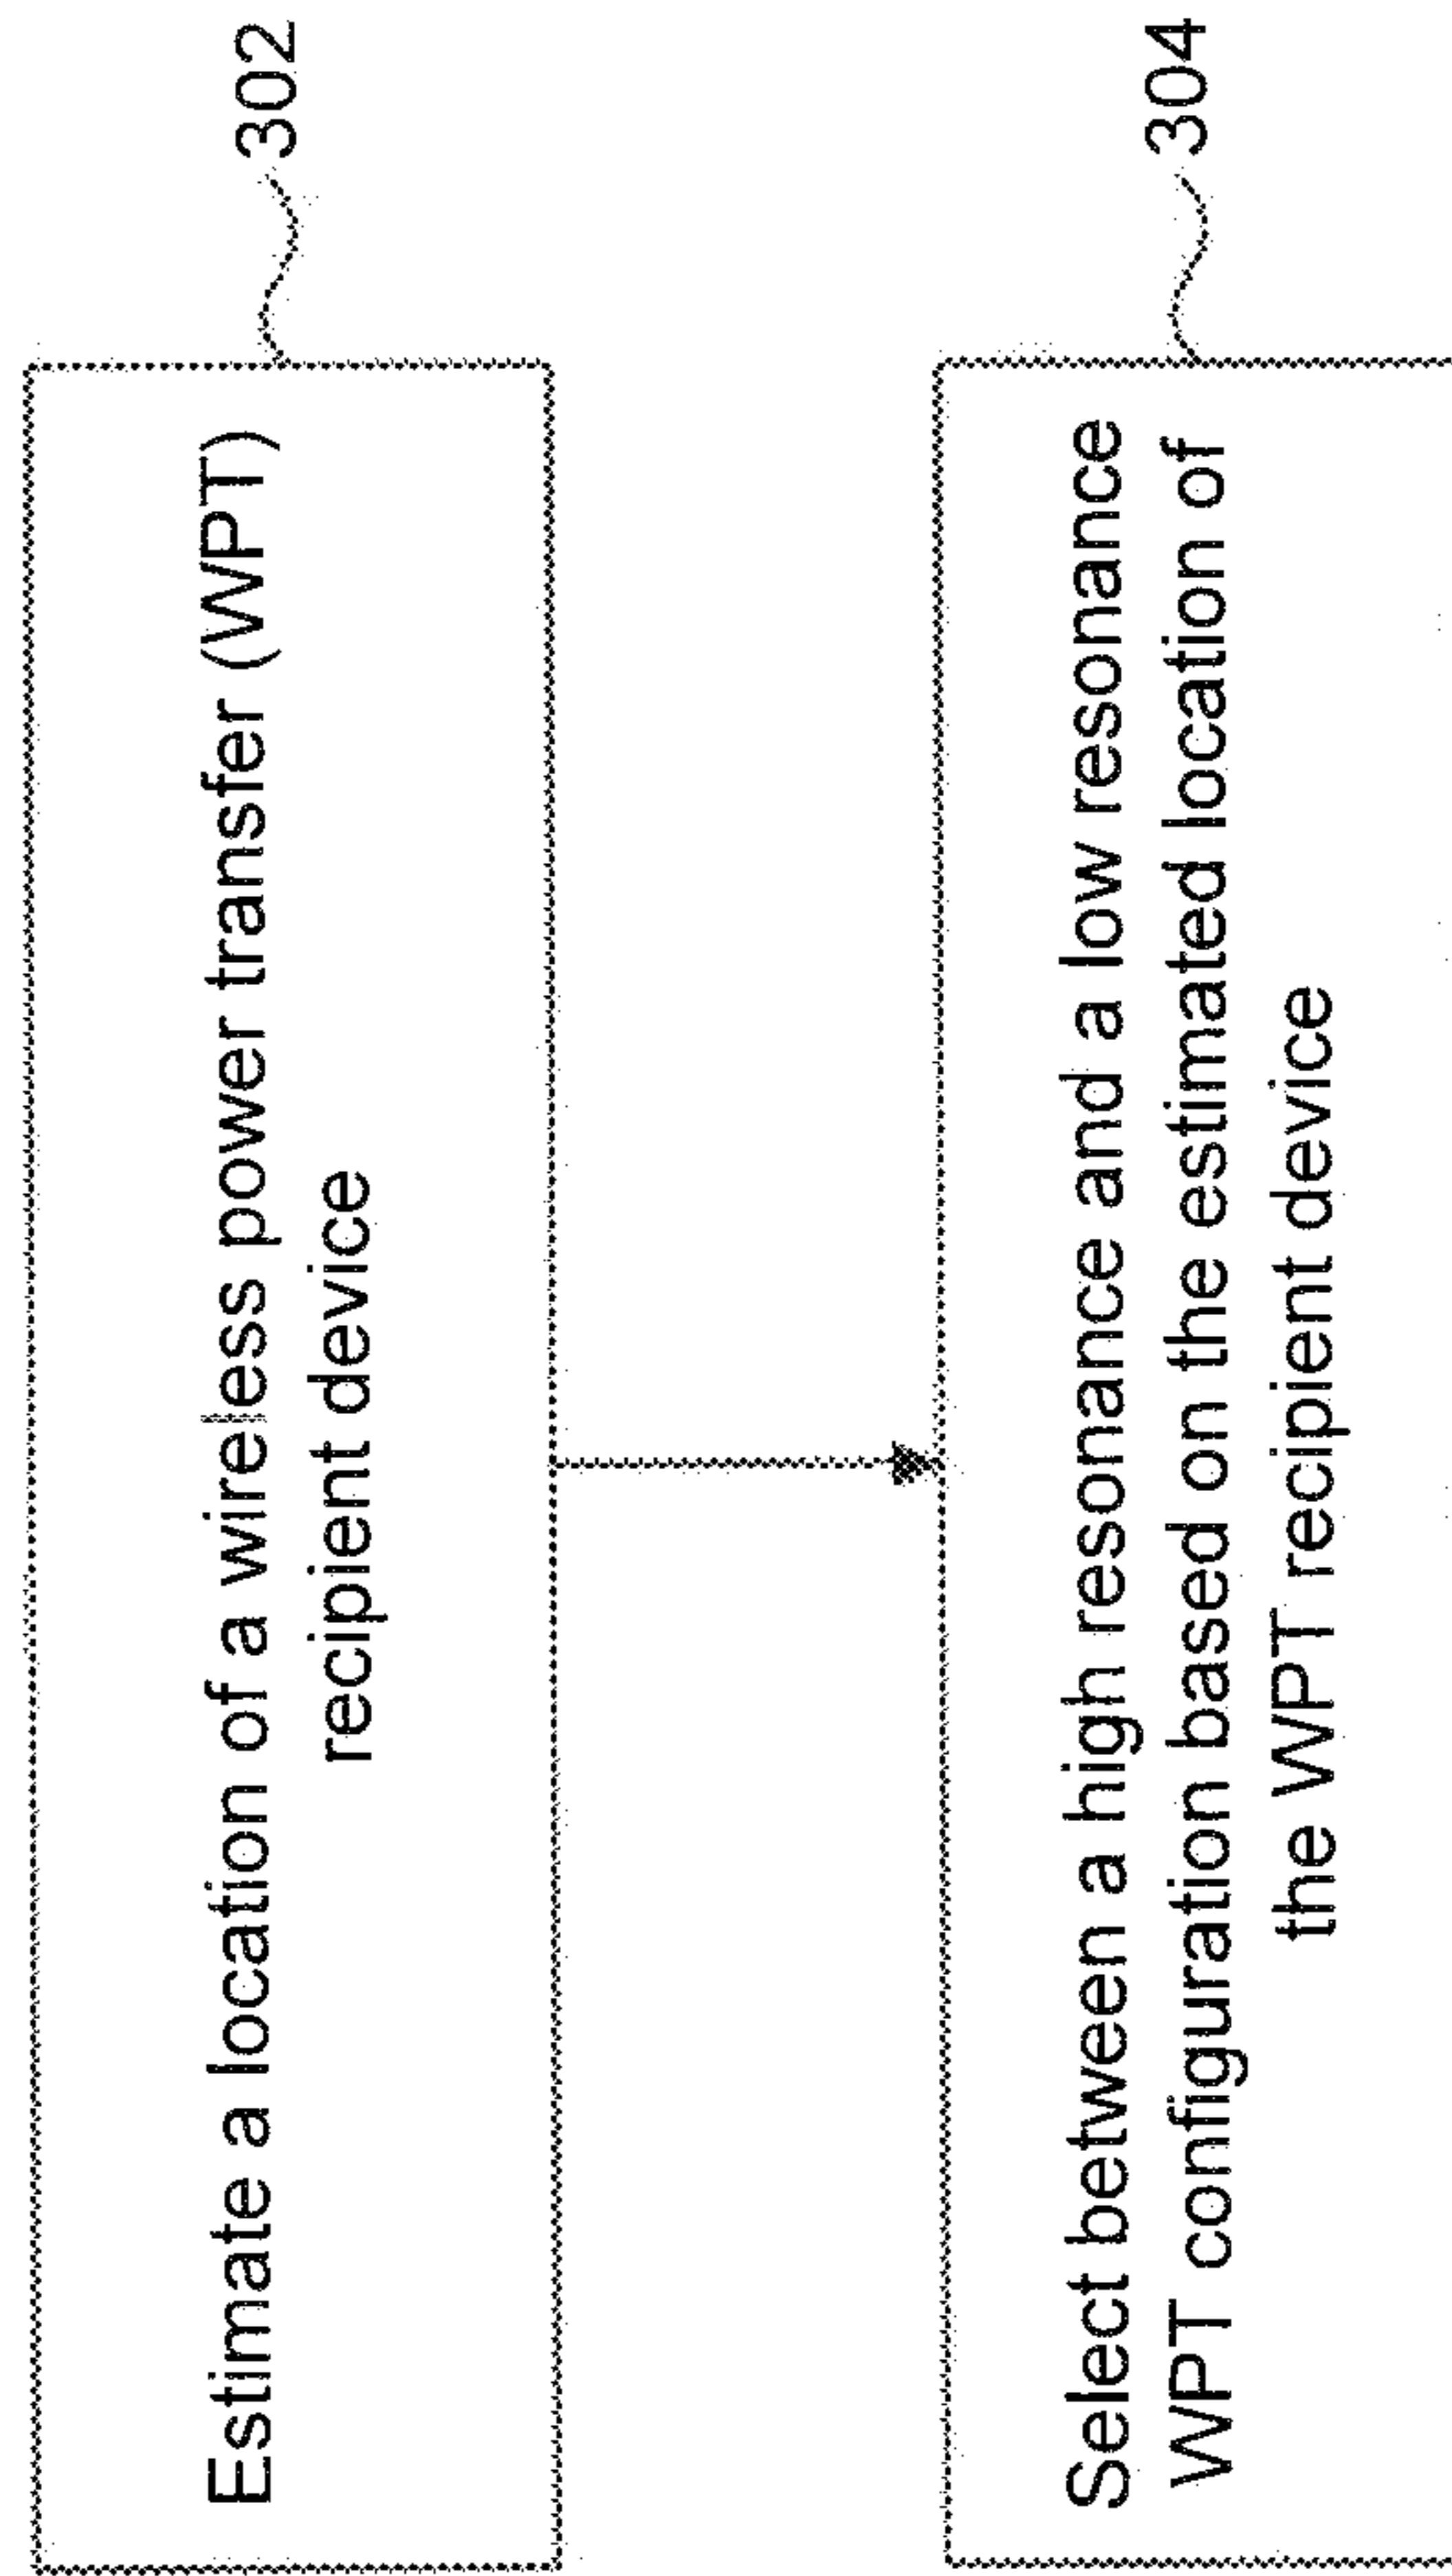 Estimate a location of a wireless power transfer (WPT)
recipient device
302
Select between a high resonance and a low resonance
WPT configuration based on the estimated location of
the WPT recipient device
304